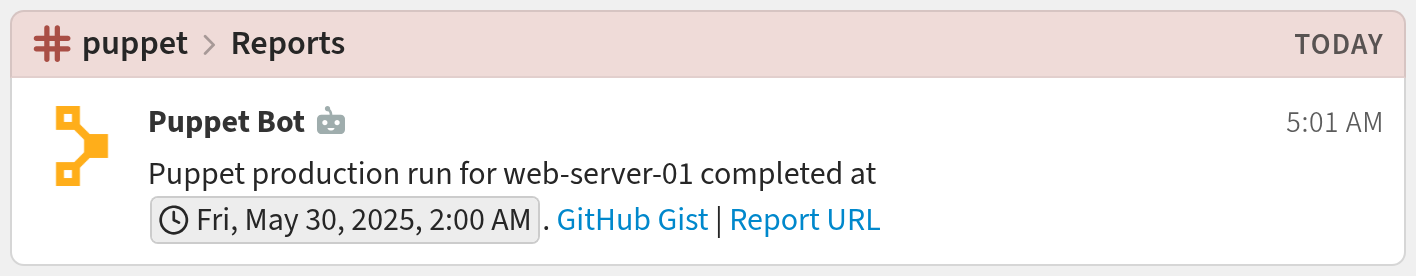 # puppet > Reports TODAY
Puppet Bot 5:01 AM
Puppet production run for web-server-01 completed at
Fri, May 30, 2025, 2:00 AM . GitHub Gist | Report URL